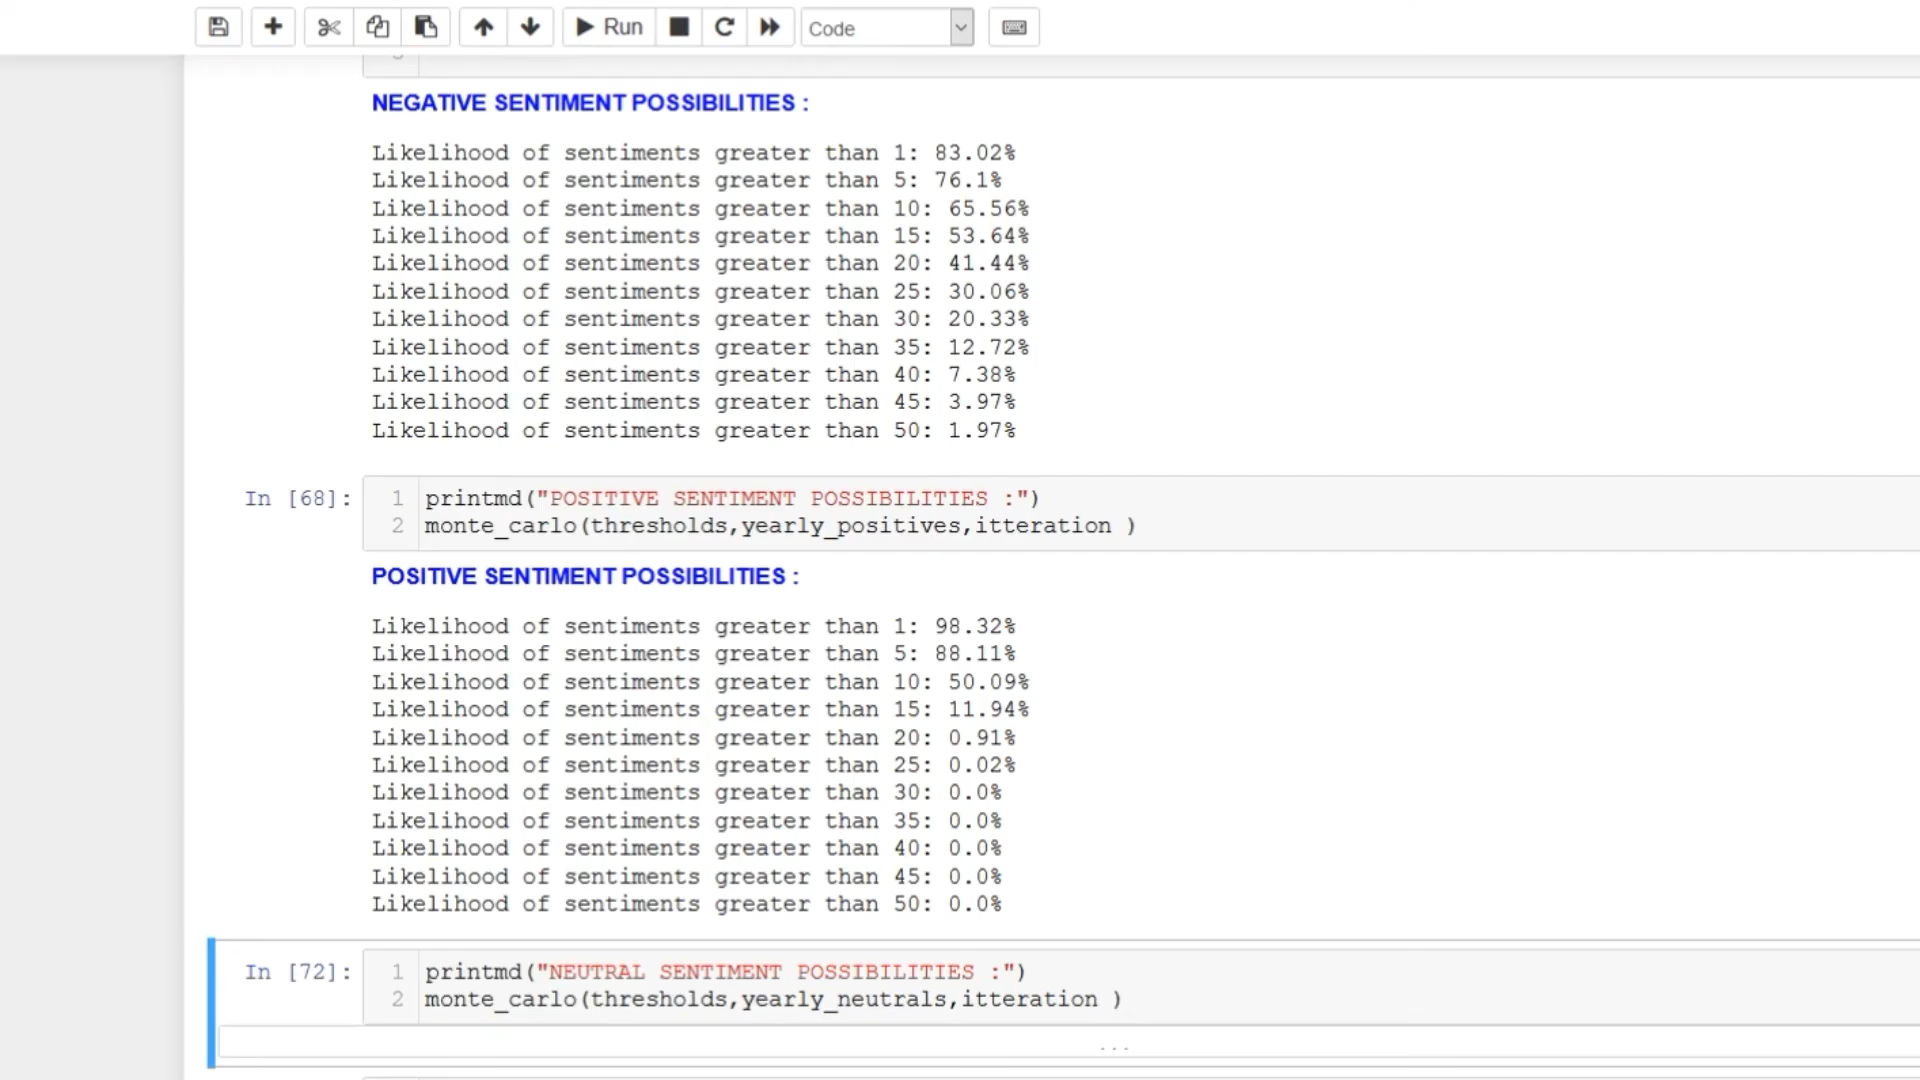 Run
Code
NEGATIVE SENTIMENT POSSIBILITIES :
Likelihood of sentiments greater than 1: 83.02%
Likelihood of sentiments greater than 5: 76.1%
Likelihood of sentiments greater than 10: 65.56%
Likelihood of sentiments greater than 15: 53.64%
Likelihood of sentiments greater than 20: 41.44%
Likelihood of sentiments greater than 25: 30.06%
Likelihood of sentiments greater than 30: 20.33%
Likelihood of sentiments greater than 35: 12.72%
Likelihood of sentiments greater than 40: 7.38%
Likelihood of sentiments greater than 45: 3.97%
Likelihood of sentiments greater than 50: 1.97%
In [68]: 1 printmd("POSITIVE SENTIMENT POSSIBILITIES :")
2 monte_carlo(thresholds,yearly_positives,itteration )
POSITIVE SENTIMENT POSSIBILITIES :
Likelihood of sentiments greater than 1: 98.32%
Likelihood of sentiments greater than 5: 88.11%
Likelihood of sentiments greater than 10: 50.09%
Likelihood of sentiments greater than 15: 11.94%
Likelihood of sentiments greater than 20: 0.91%
Likelihood of sentiments greater than 25: 0.02%
Likelihood of sentiments greater than 30: 0.0%
Likelihood of sentiments greater than 35: 0.0%
Likelihood of sentiments greater than 40: 0.0%
Likelihood of sentiments greater than 45: 0.0%
Likelihood of sentiments greater than 50: 0.0%
In [72]: 1 printmd("NEUTRAL SENTIMENT POSSIBILITIES :")
2 monte_carlo(thresholds,yearly_neutrals,itteration )
...